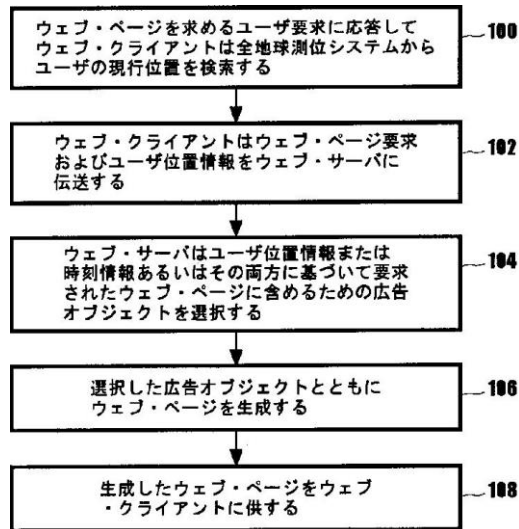 ウェブ・ページを求めるユーザ要求に応答して
ウェブ・クライアントは全地球測位システムから
ユーザの現行位置を検索する
100
ウェブ・クライアントはウェブ・ページ要求
およびユーザ位置情報をウェブ・サーバに
伝送する
102
ウェブ・サーバはユーザ位置情報または
時刻情報あるいはその両方に基づいて要求
されたウェブ・ページに含めるための広告
オブジェクトを選択する
104
選択した広告オブジェクトとともに
ウェブ・ページを生成する
106
生成したウェブ・ページをウェブ
・クライアントに供する
108